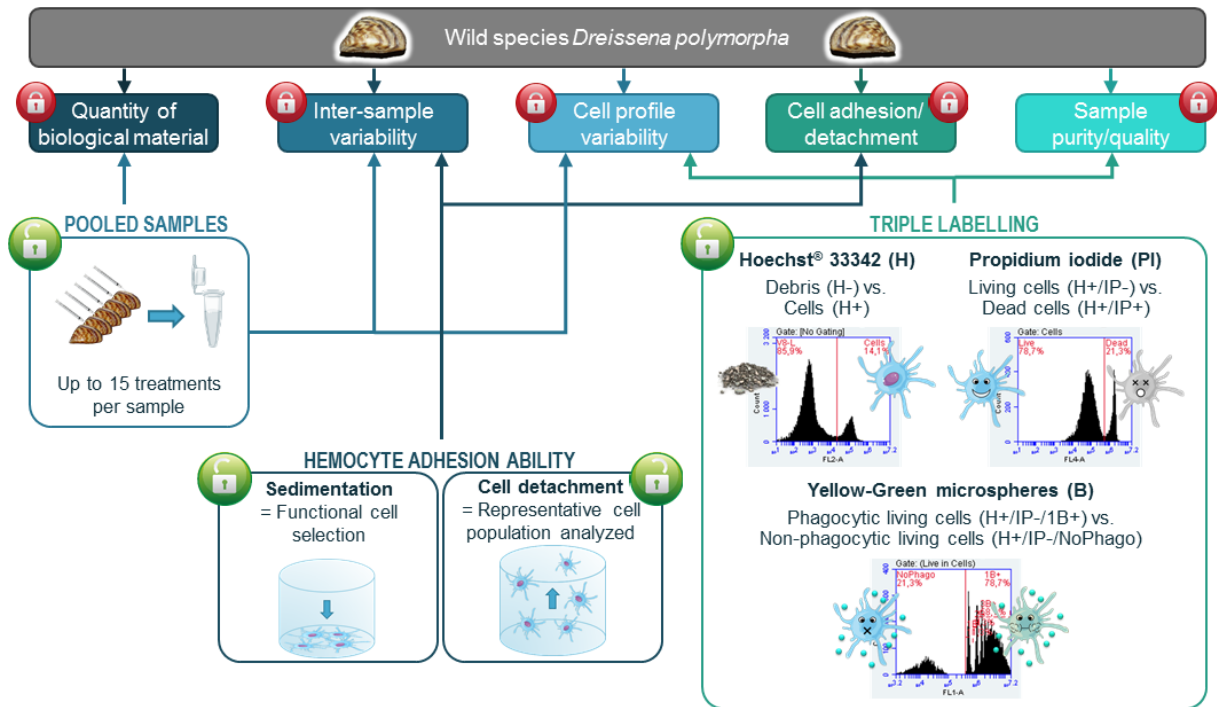 Wild species Dreissena polymorpha
Quantity of
biological material
Inter-sample
variability
Cell profile
variability
Cell adhesion/
detachment
Sample
purity/quality
POOLED SAMPLES
Up to 15 treatments
per sample
HEMOCYTE ADHESION ABILITY
Sedimentation
= Functional cell
selection
Cell detachment
= Representative cell
population analyzed
TRIPLE LABELLING
Hoechst® 33342 (H)
Debris (H-) vs.
Cells (H+)
Gate: [No Gating]
V8-L
85,9%
Cells
14,1%
Count
FL2-A
Propidium iodide (PI)
Living cells (H+/IP-) vs.
Dead cells (H+/IP+)
Gate: Cells
Live
78,7%
Dead
21,3%
Count
FL4-A
Yellow-Green microspheres (B)
Phagocytic living cells (H+/IP-/1B+) vs.
Non-phagocytic living cells (H+/IP-/NoPhago)
Gate: (Live in Cells)
NoPhago
21,3%
1B+
78,7%
FL1-A